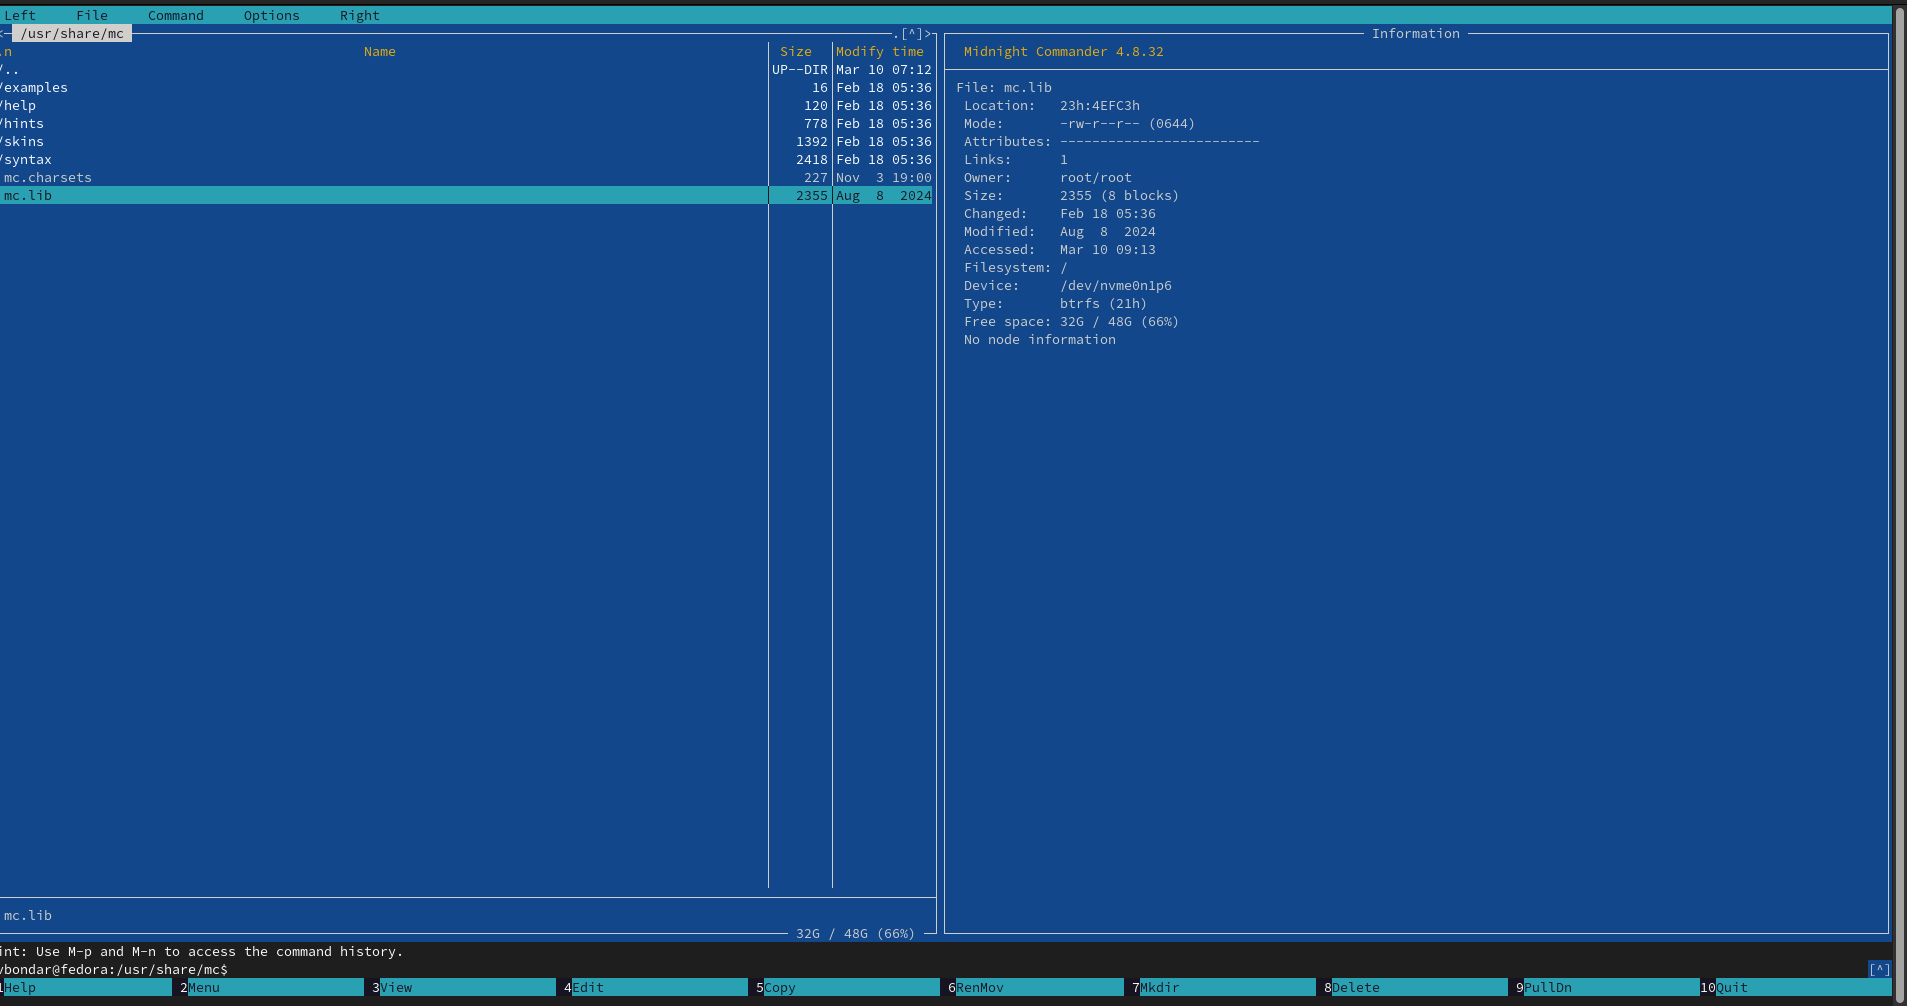 Left File Command Options Right
/usr/share/mc .[^]>
.n Name Size Modify time
/.. UP--DIR Mar 10 07:12
/examples 16 Feb 18 05:36
/help 120 Feb 18 05:36
/hints 778 Feb 18 05:36
/skins 1392 Feb 18 05:36
/syntax 2418 Feb 18 05:36
mc.charsets 227 Nov 3 19:00
mc.lib 2355 Aug 8 2024
mc.lib
32G / 48G (66%)
Information
Midnight Commander 4.8.32
File: mc.lib
Location: 23h:4EFC3h
Mode: -rw-r--r-- (0644)
Attributes: -------------------------
Links: 1
Owner: root/root
Size: 2355 (8 blocks)
Changed: Feb 18 05:36
Modified: Aug 8 2024
Accessed: Mar 10 09:13
Filesystem: /
Device: /dev/nvme0n1p6
Type: btrfs (21h)
Free space: 32G / 48G (66%)
No node information
int: Use M-p and M-n to access the command history.
vbondar@fedora:/usr/share/mc$ [^]
1Help 2Menu 3View 4Edit 5Copy 6RenMov 7Mkdir 8Delete 9PullDn 10Quit